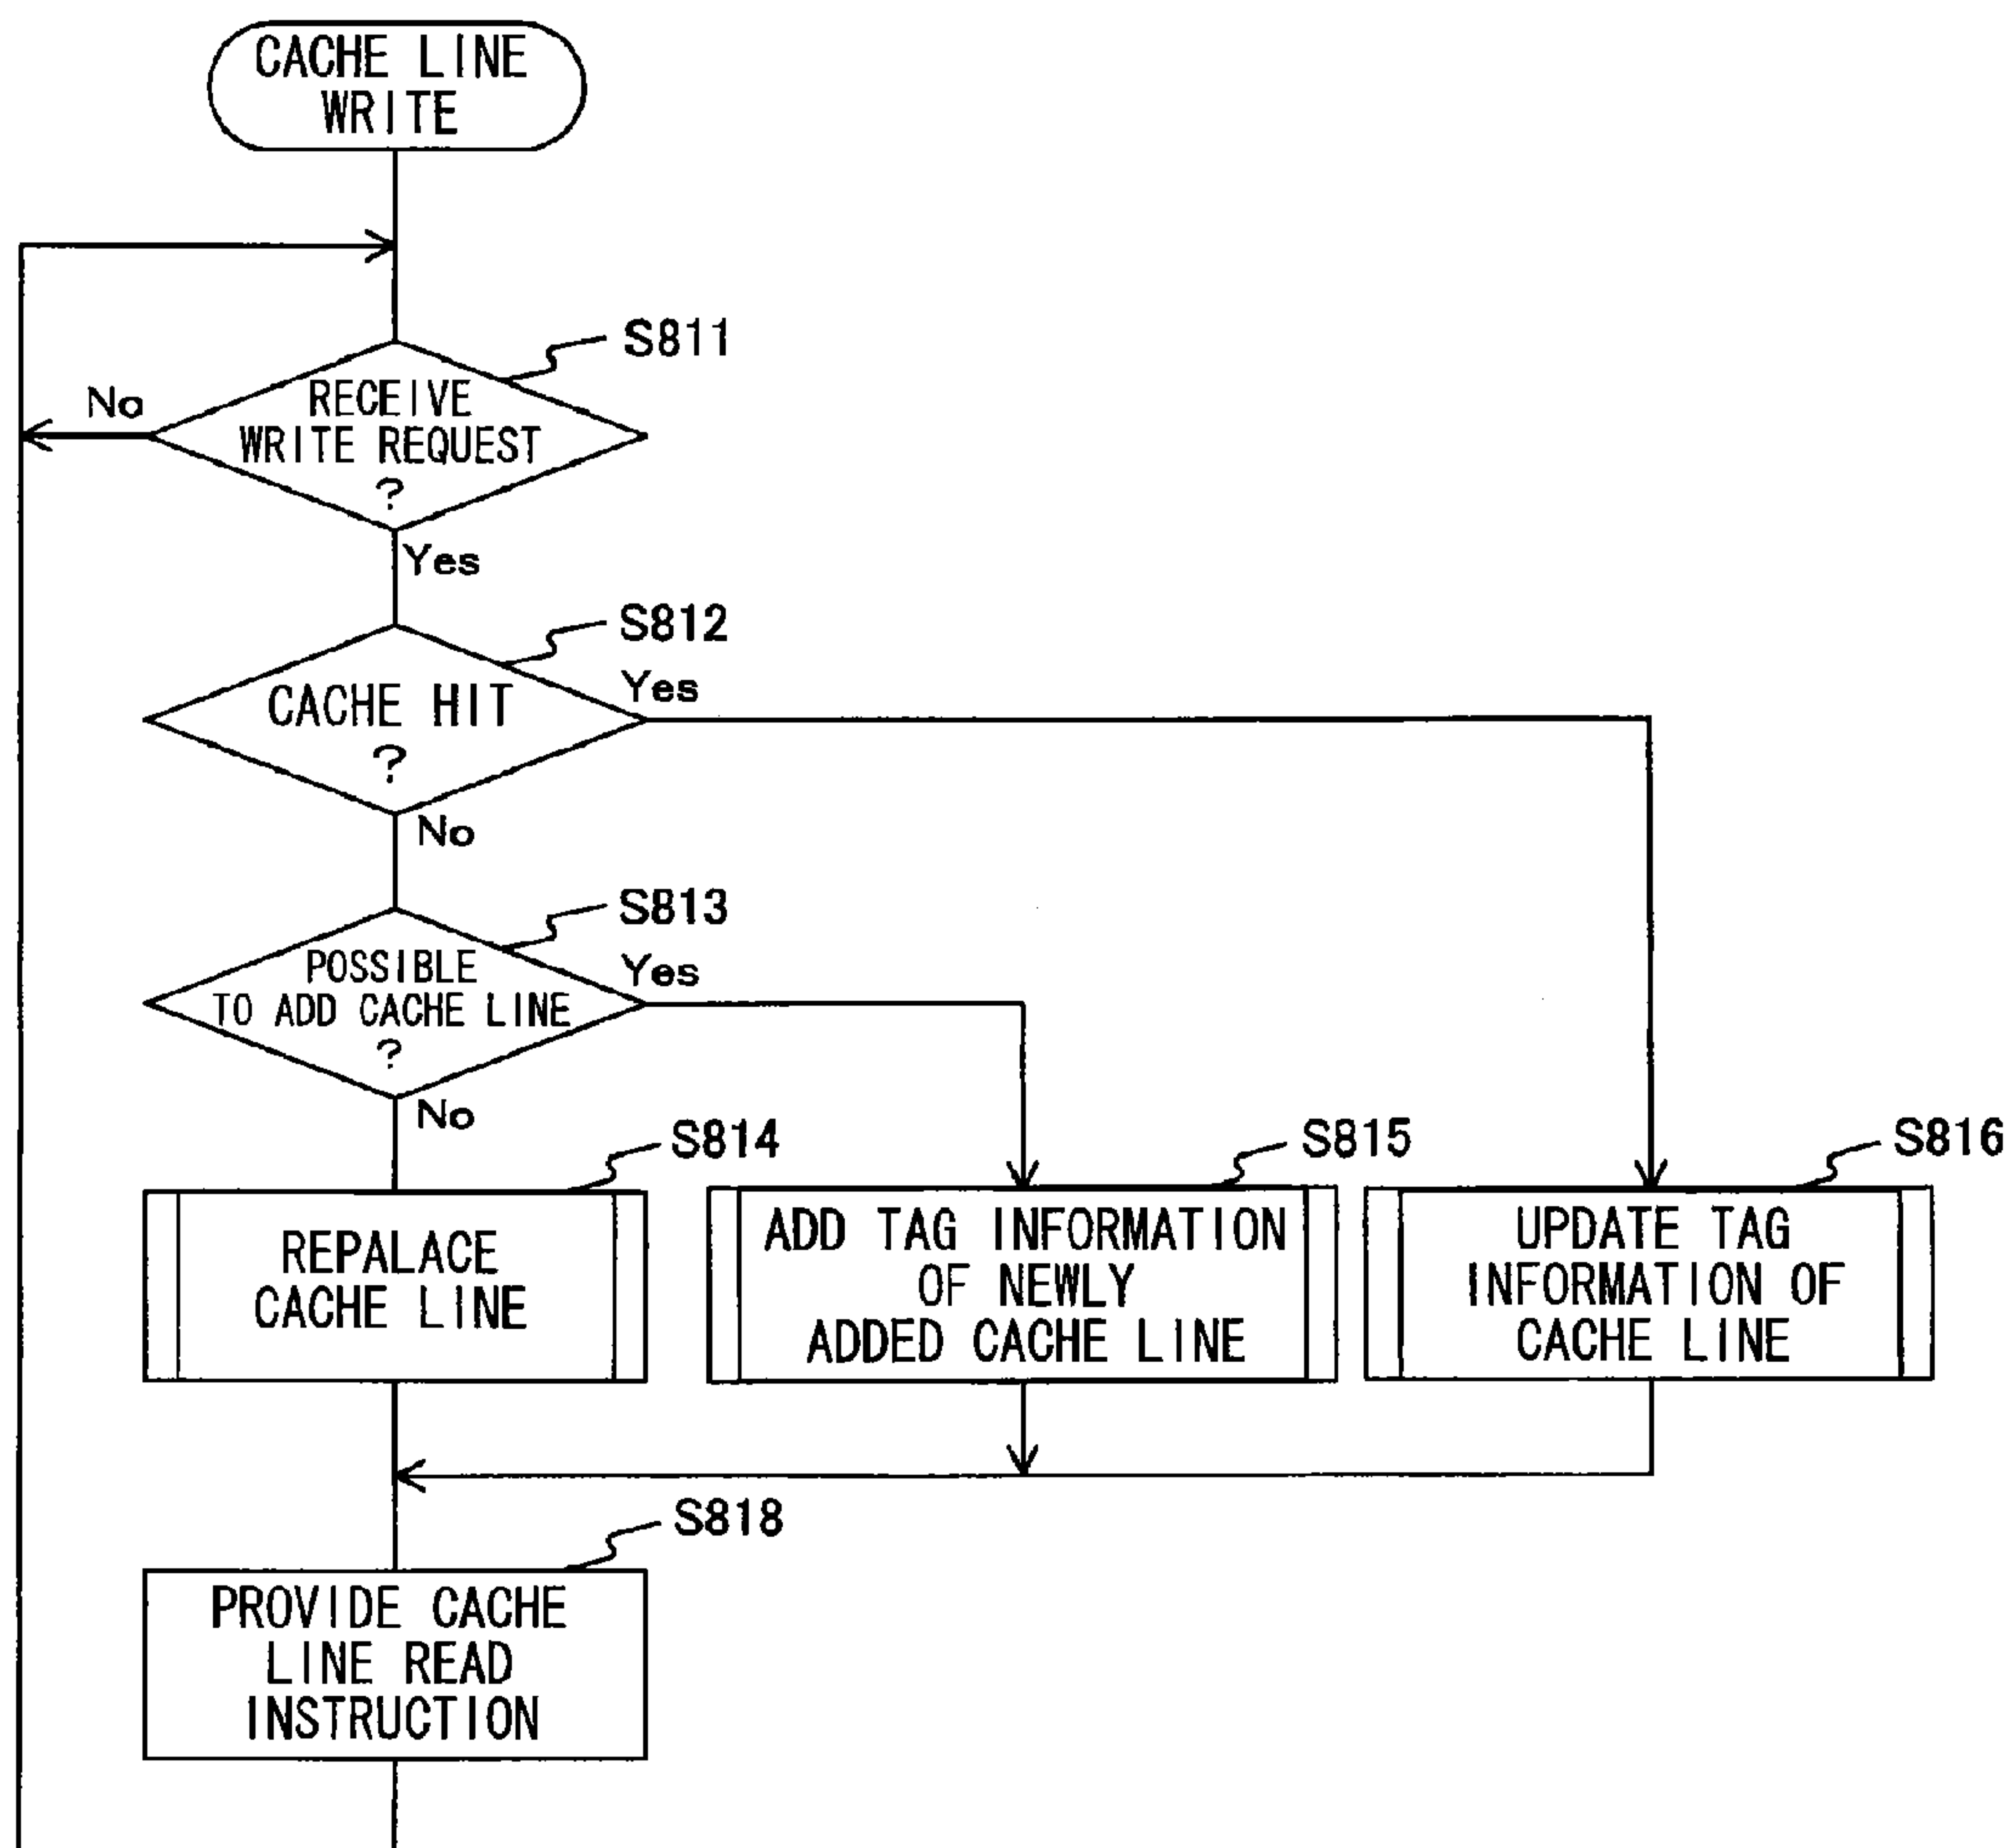 CACHE LINE
WRITE
S811
No
RECEIVE
WRITE REQUEST
?
Yes
S812
CACHE HIT
?
Yes
No
S813
POSSIBLE
TO ADD CACHE LINE
?
Yes
No
S814
REPALACE
CACHE LINE
S815
ADD TAG INFORMATION
OF NEWLY
ADDED CACHE LINE
S816
UPDATE TAG
INFORMATION OF
CACHE LINE
S818
PROVIDE CACHE
LINE READ
INSTRUCTION